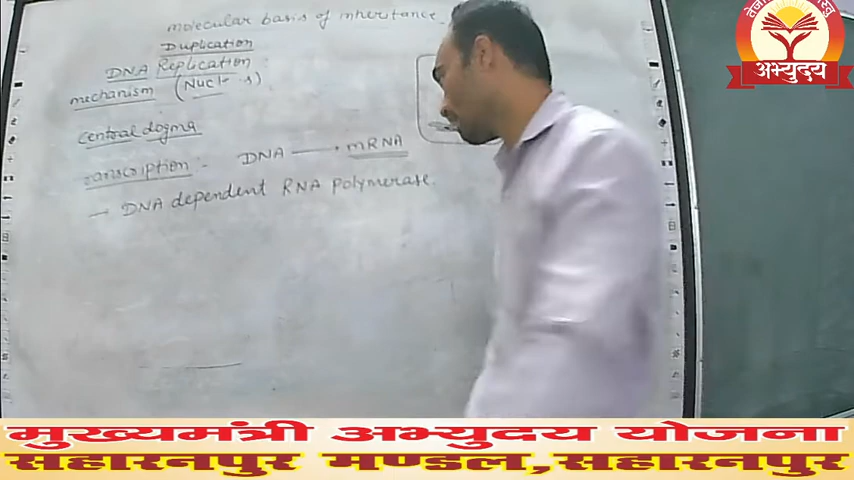 molecular basis of inheritance
Duplication
DNA Replication
mechanism
Central dogma
Transcription :- DNA → mRNA
→ DNA dependent RNA Polymerase.
अभ्युदय
मुख्यमंत्री अभ्युदय योजना
सहारनपुर मण्डल,सहारनपुर